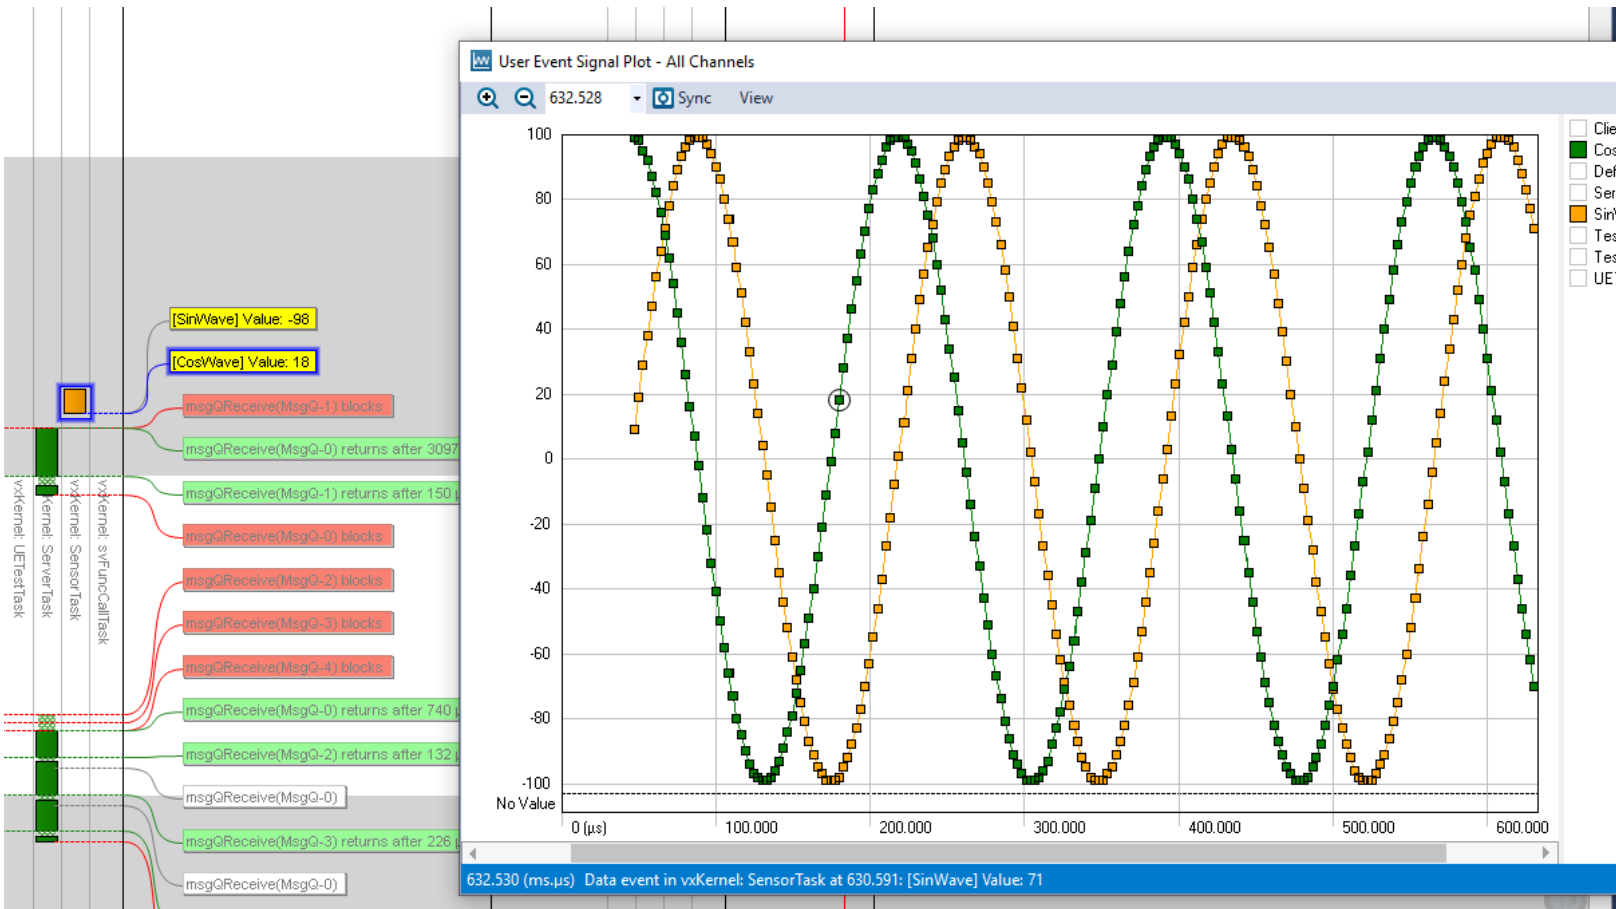 User Event Signal Plot - All Channels
632.528
Sync
View
100
80
60
40
20
0
-20
-40
-60
-80
-100
No Value
0 (µs)
100.000
200.000
300.000
400.000
500.000
600.000
Clie
Cos
Def
Ser
SinW
Tes
Tes
UET
632.530 (ms.µs) Data event in vxKernel: SensorTask at 630.591: [SinWave] Value: 71
[SinWave] Value: -98
[CosWave] Value: 18
msgQReceive(MsgQ-1) blocks
msgQReceive(MsgQ-0) returns after 3097
msgQReceive(MsgQ-1) returns after 150 µ
msgQReceive(MsgQ-0) blocks
msgQReceive(MsgQ-2) blocks
msgQReceive(MsgQ-3) blocks
msgQReceive(MsgQ-4) blocks
msgQReceive(MsgQ-0) returns after 740 µ
msgQReceive(MsgQ-2) returns after 132 µ
msgQReceive(MsgQ-0)
msgQReceive(MsgQ-3) returns after 226 µ
msgQReceive(MsgQ-0)
vxKernel: UETestTask
Kernel: ServerTask
vxKernel: SensorTask
vxKernel: svFuncCallTask